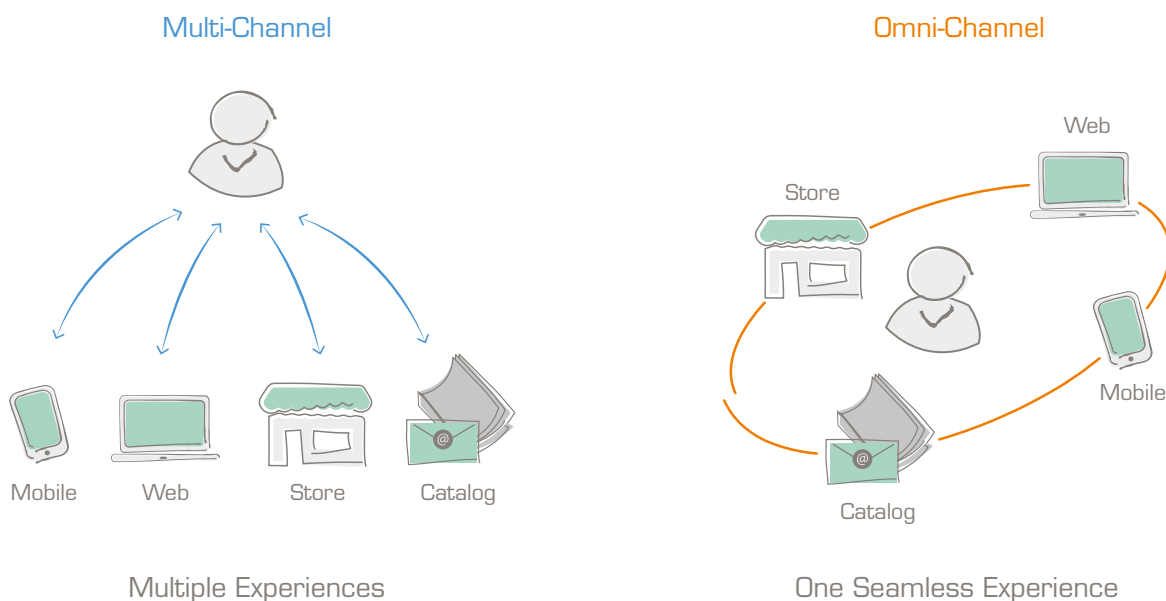 Multi-Channel
Mobile
Web
Store
Catalog
@
Multiple Experiences
Omni-Channel
Web
Store
Mobile
@
Catalog
One Seamless Experience